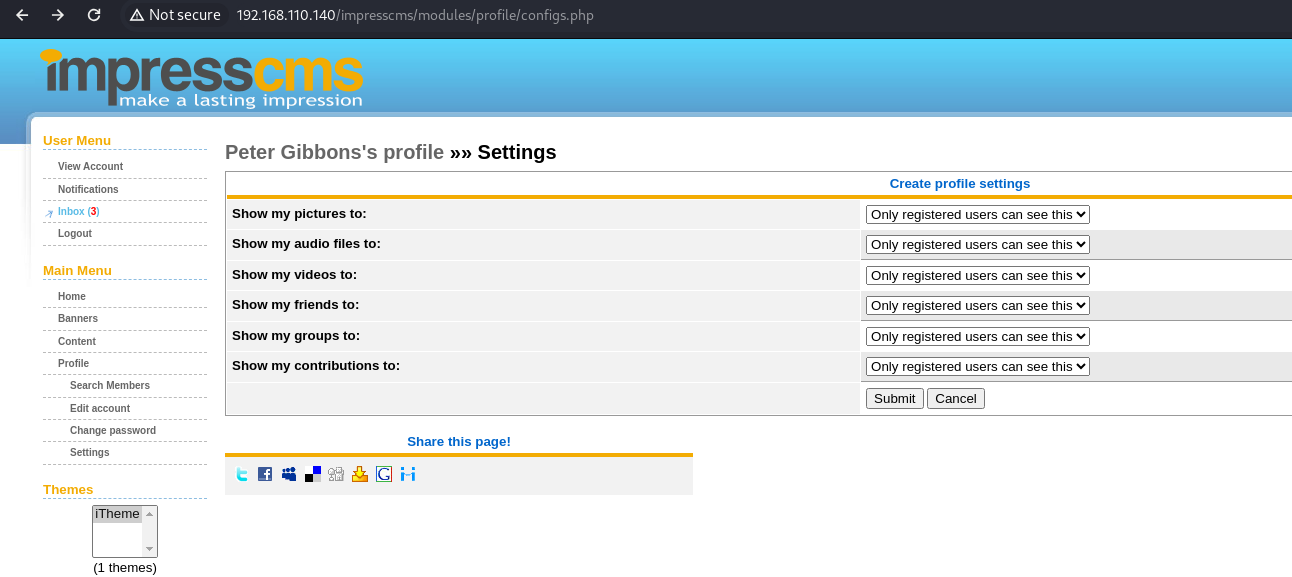 Not secure 192.168.110.140/impresscms/modules/profile/configs.php
impresscms
make a lasting impression
User Menu
View Account
Notifications
Inbox (3)
Logout
Main Menu
Home
Banners
Content
Profile
Search Members
Edit account
Change password
Settings
Themes
iTheme
(1 themes)
Peter Gibbons's profile »» Settings
Create profile settings
Show my pictures to: Only registered users can see this
Show my audio files to: Only registered users can see this
Show my videos to: Only registered users can see this
Show my friends to: Only registered users can see this
Show my groups to: Only registered users can see this
Show my contributions to: Only registered users can see this
Submit Cancel
Share this page!